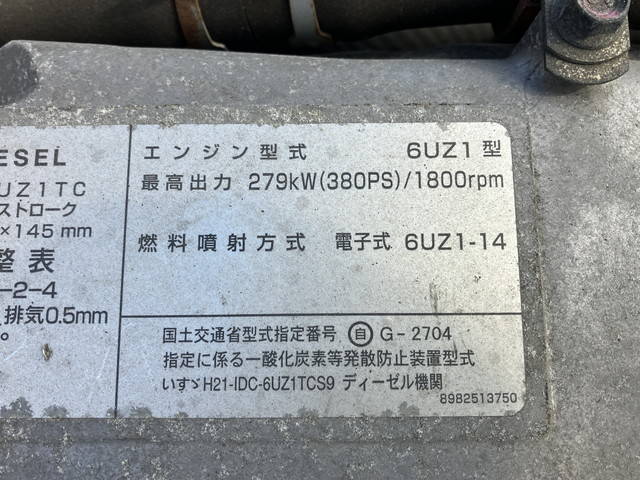 ESEL
UZ1TC
ストローク
×145mm
整表
-2-4
排気0.5mm
エンジン型式 6UZ1型
最高出力 279kW(380PS)/1800rpm
燃料噴射方式 電子式 6UZ1-14
国土交通省型式指定番号 自 G-2704
指定に係る一酸化炭素等発散防止装置型式
いすゞH21-IDC-6UZ1TCS9 ディーゼル機関
8982513750